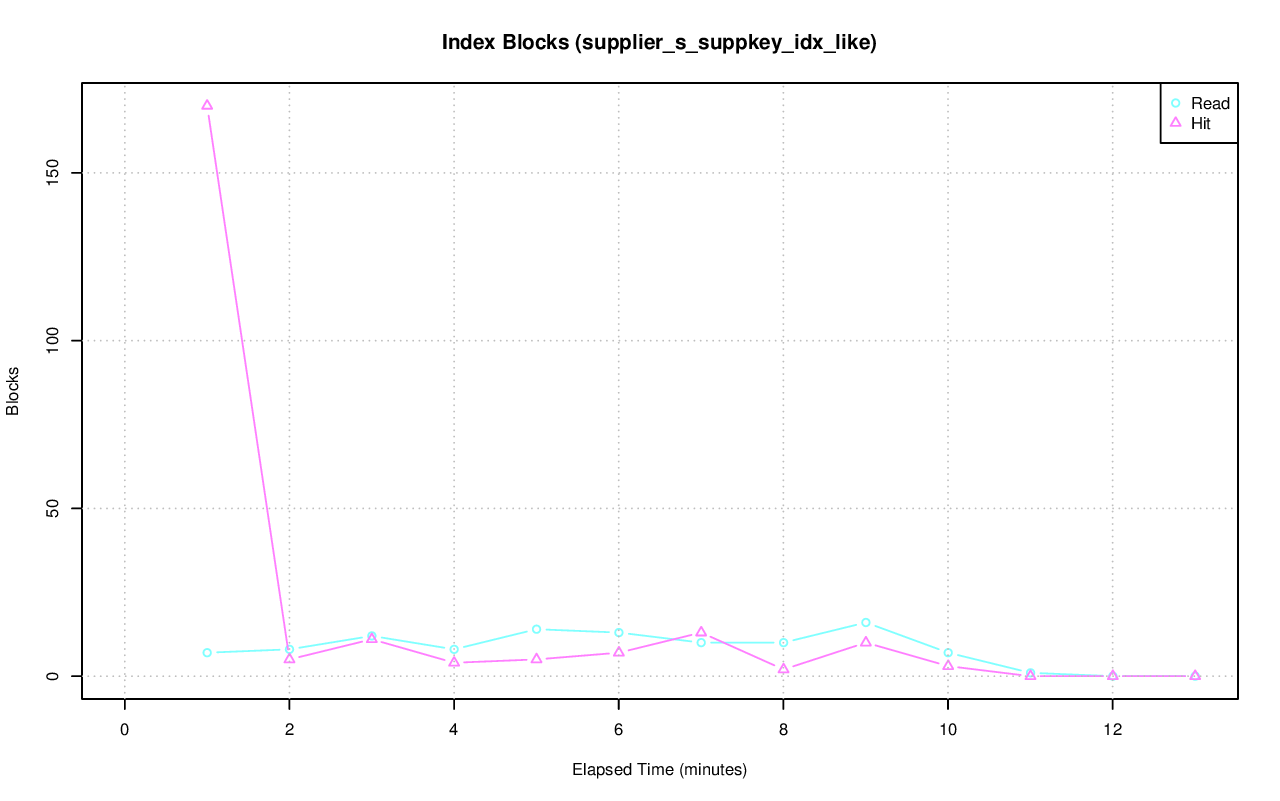 Index Blocks (supplier_s_suppkey_idx_like)
Read
Hit
150
100
50
0
Blocks
0 2 4 6 8 10 12
Elapsed Time (minutes)